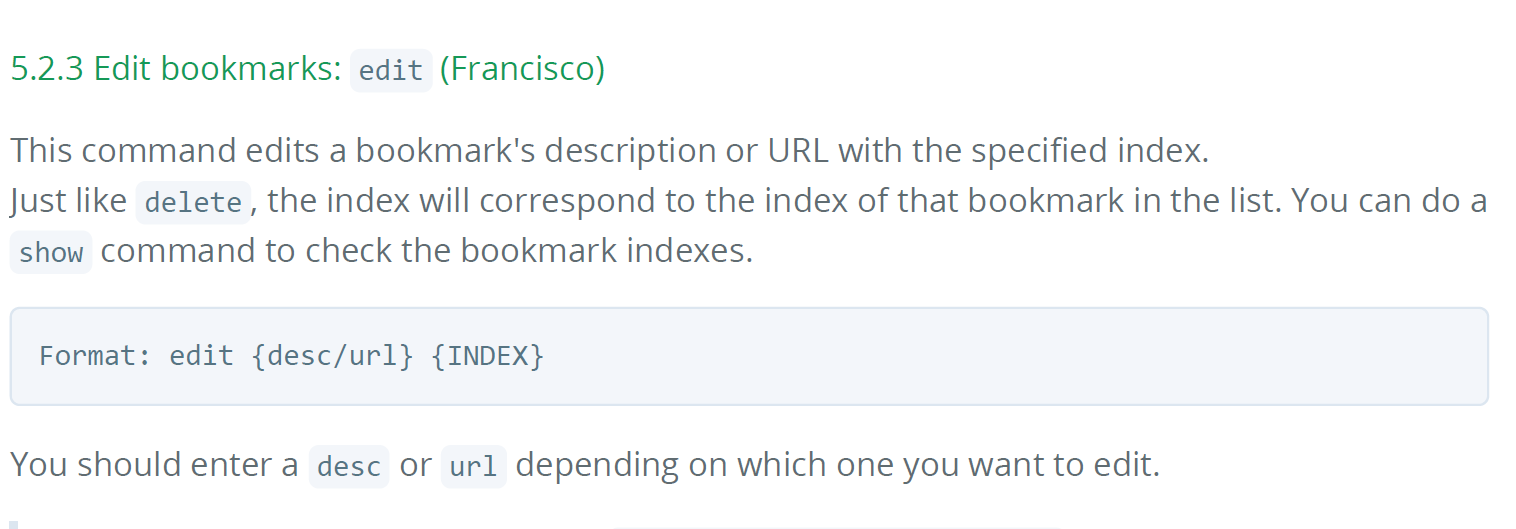 5.2.3 Edit bookmarks: edit (Francisco)
This command edits a bookmark's description or URL with the specified index.
Just like delete, the index will correspond to the index of that bookmark in the list. You can do a
show command to check the bookmark indexes.
Format: edit {desc/url} {INDEX}
You should enter a desc or url depending on which one you want to edit.